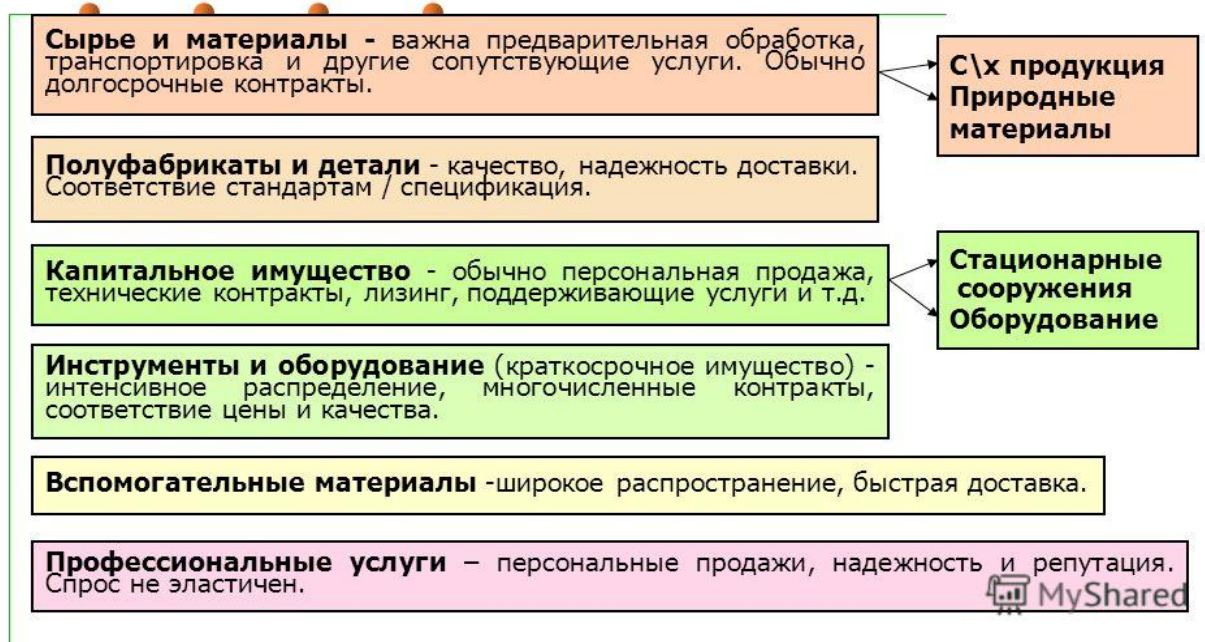 Сырье и материалы - важна предварительная обработка,
транспортировка и другие сопутствующие услуги. Обычно
долгосрочные контракты.
С\х продукция
Природные
материалы
Полуфабрикаты и детали - качество, надежность доставки.
Соответствие стандартам / спецификация.
Капитальное имущество - обычно персональная продажа,
технические контракты, лизинг, поддерживающие услуги и т.д.
Стационарные
сооружения
Оборудование
Инструменты и оборудование (краткосрочное имущество) -
интенсивное распределение, многочисленные контракты,
соответствие цены и качества.
Вспомогательные материалы -широкое распространение, быстрая доставка.
Профессиональные услуги – персональные продажи, надежность и репутация.
Спрос не эластичен.
MyShared